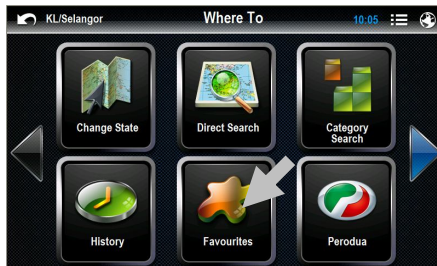 KL/Selangor Where To 10:05
Change State Direct Search Category
Search
History Favourites Perodua